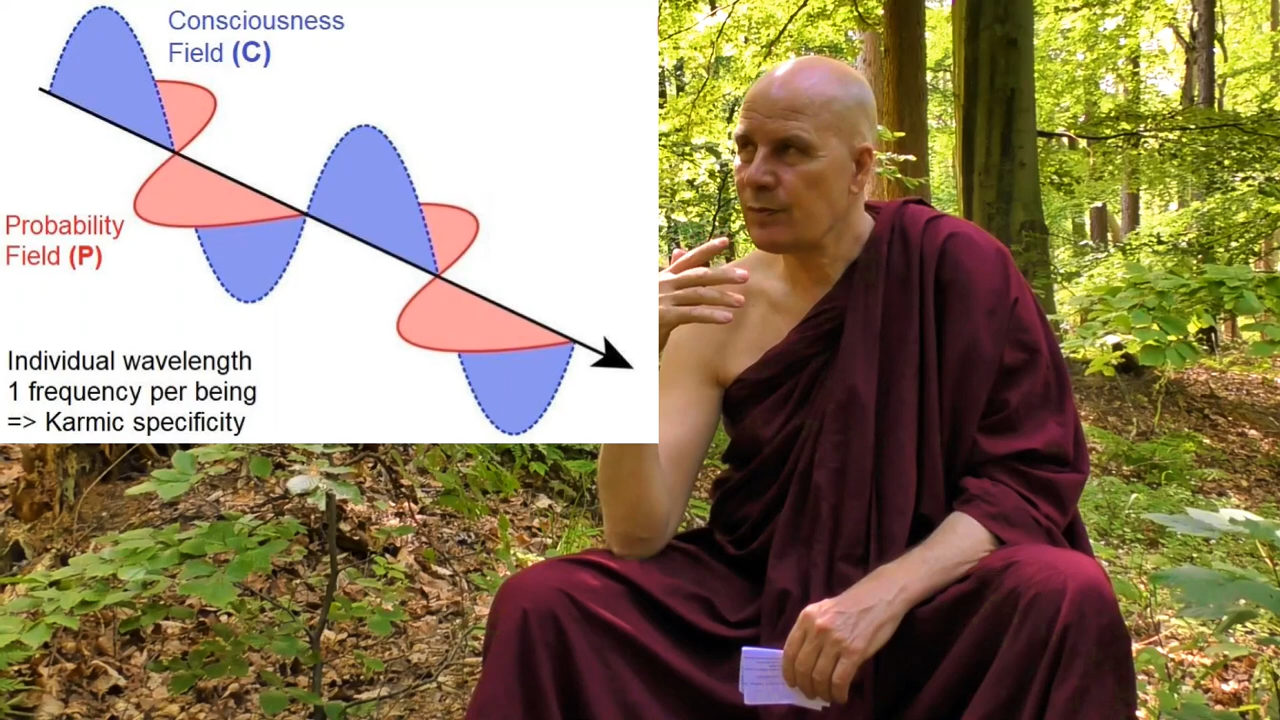 Consciousness
Field (C)
Probability
Field (P)
Individual wavelength
1 frequency per being
=> Karmic specificity